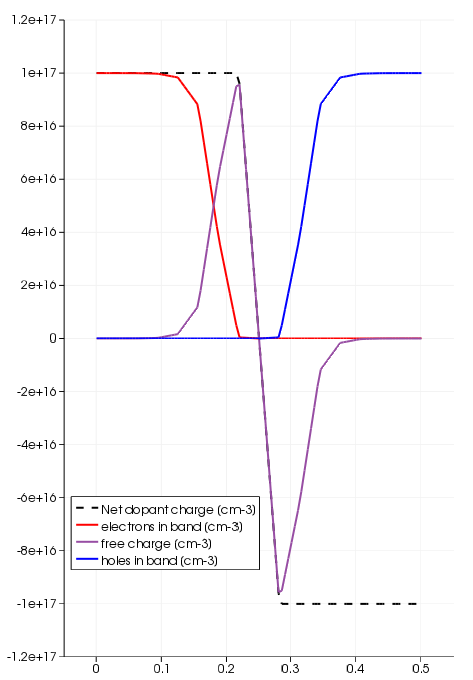 1.2e+17
1e+17
8e+16
6e+16
4e+16
2e+16
0
-2e+16
-4e+16
-6e+16
-8e+16
-1e+17
-1.2e+17
Net dopant charge (cm-3)
electrons in band (cm-3)
free charge (cm-3)
holes in band (cm-3)
0 0.1 0.2 0.3 0.4 0.5